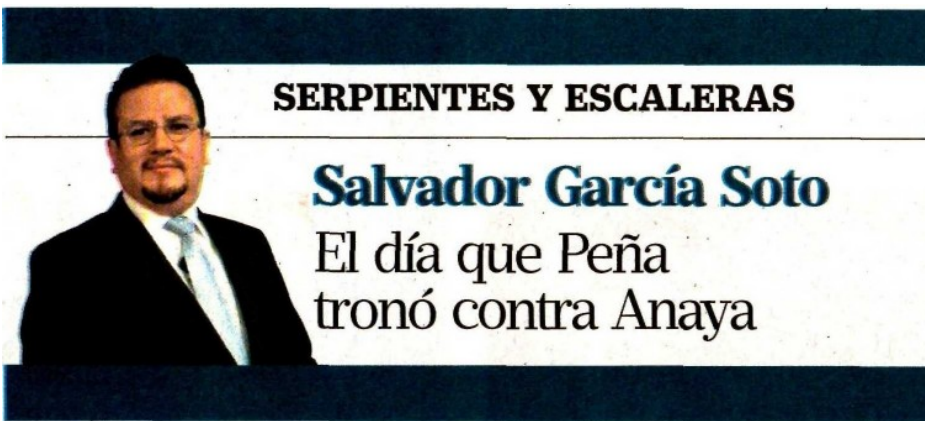 SERPIENTES Y ESCALERAS
Salvador García Soto
El día que Peña
tronó contra Anaya